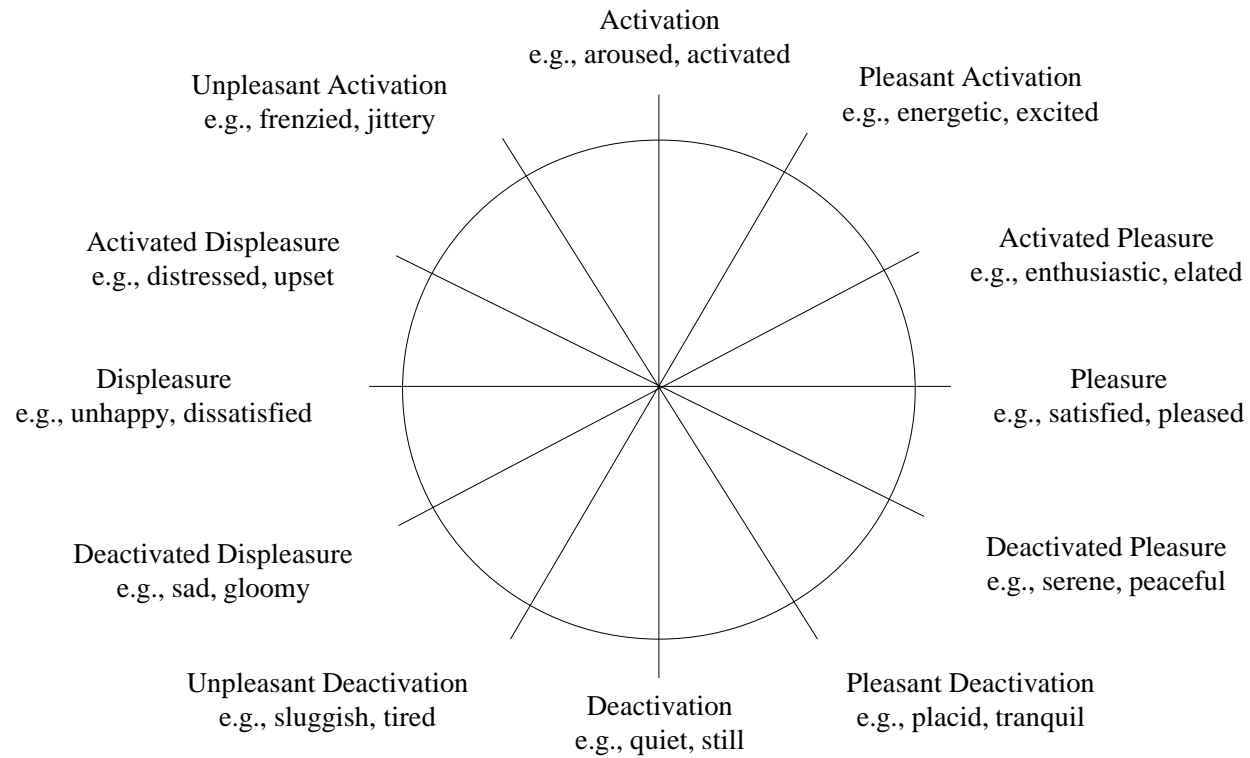 Activation
e.g., aroused, activated
Unpleasant Activation
e.g., frenzied, jittery
Pleasant Activation
e.g., energetic, excited
Activated Displeasure
e.g., distressed, upset
Activated Pleasure
e.g., enthusiastic, elated
Displeasure
e.g., unhappy, dissatisfied
Pleasure
e.g., satisfied, pleased
Deactivated Displeasure
e.g., sad, gloomy
Deactivated Pleasure
e.g., serene, peaceful
Unpleasant Deactivation
e.g., sluggish, tired
Deactivation
e.g., quiet, still
Pleasant Deactivation
e.g., placid, tranquil